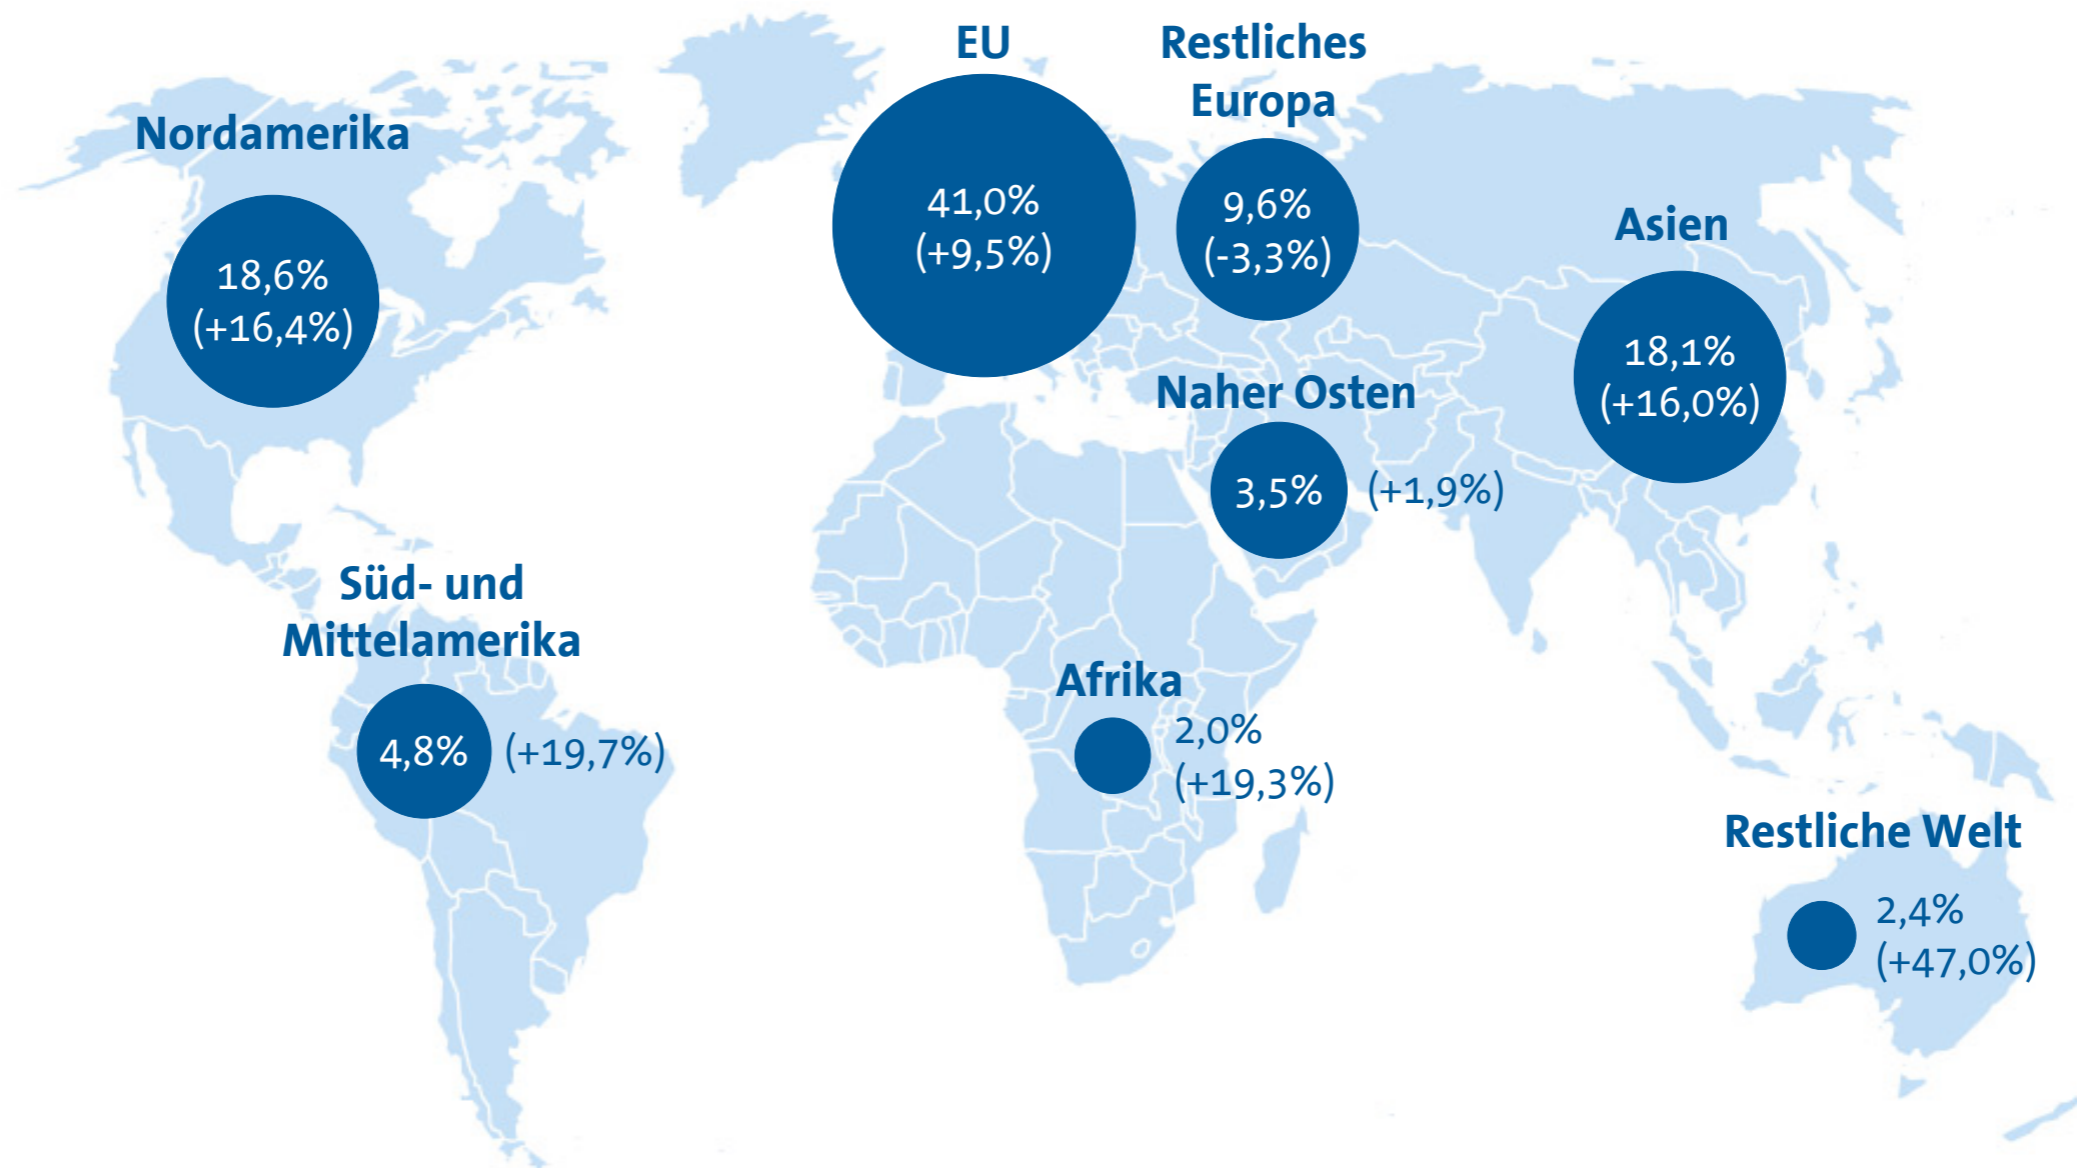 EU
41,0%
(+9,5%)
Restliches
Europa
9,6%
(-3,3%)
Nordamerika
18,6%
(+16,4%)
Asien
18,1%
(+16,0%)
Naher Osten
3,5%
(+1,9%)
Süd- und
Mittelamerika
4,8%
(+19,7%)
Afrika
2,0%
(+19,3%)
Restliche Welt
2,4%
(+47,0%)